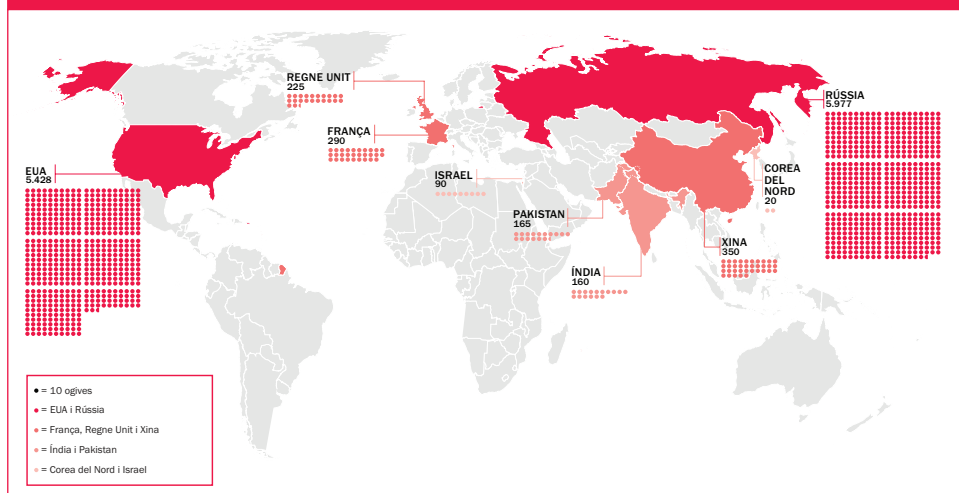 REGNE UNIT
225
FRANÇA
290
ISRAEL
90
PAKISTAN
165
ÍNDIA
160
EUA
5.428
RÚSSIA
5.977
COREA
DEL
NORD
20
XINA
350
= 10 ogives
= EUA i Rússia
= França, Regne Unit i Xina
= Índia i Pakistan
= Corea del Nord i Israel